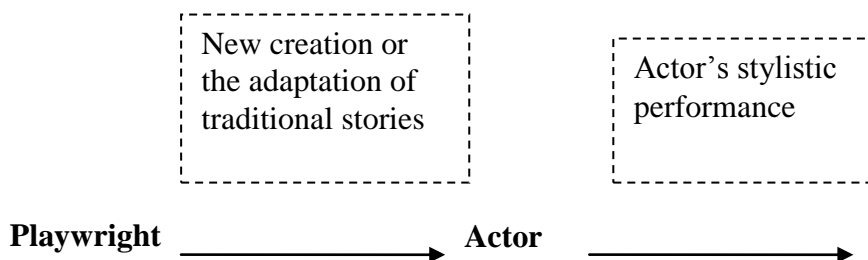 New creation or
the adaptation of
traditional stories
Actor's stylistic
performance
Playwright
Actor